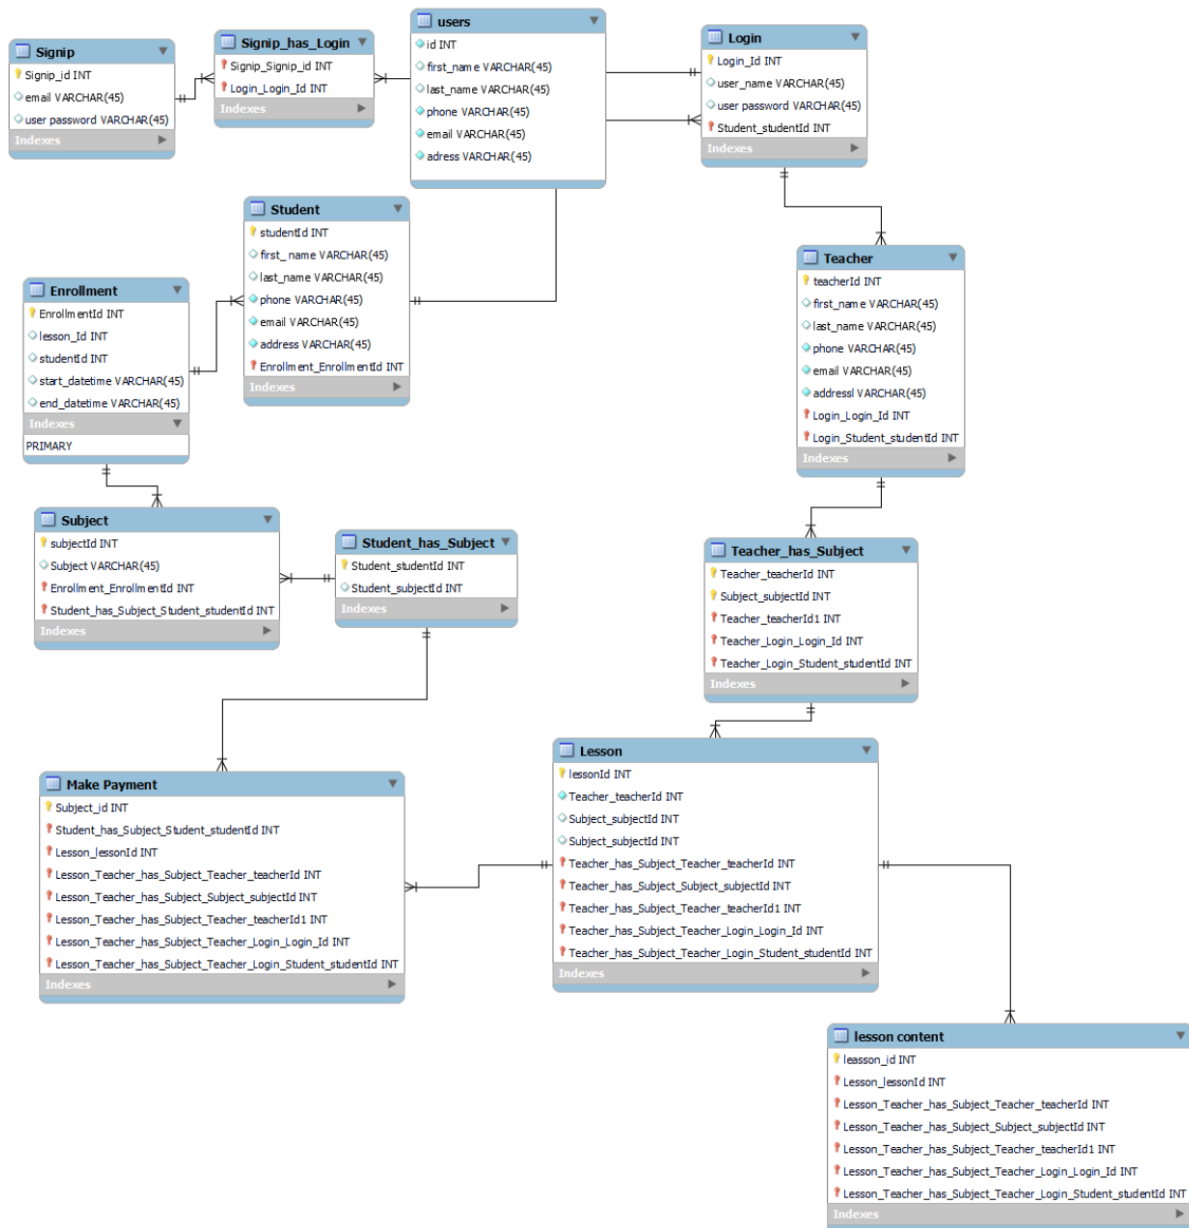 Signip
Signip_id INT
email VARCHAR(45)
user password VARCHAR(45)
Indexes
Signip_has_Login
Signip_Signip_id INT
Login_Login_Id INT
Indexes
users
id INT
first_name VARCHAR(45)
last_name VARCHAR(45)
phone VARCHAR(45)
email VARCHAR(45)
adress VARCHAR(45)
Login
Login_Id INT
user_name VARCHAR(45)
user password VARCHAR(45)
Student_studentId INT
Indexes
Student
studentId INT
first_ name VARCHAR(45)
last_name VARCHAR(45)
phone VARCHAR(45)
email VARCHAR(45)
address VARCHAR(45)
Enrollment_EnrollmentId INT
Indexes
Teacher
teacherId INT
first_name VARCHAR(45)
last_name VARCHAR(45)
phone VARCHAR(45)
email VARCHAR(45)
addressl VARCHAR(45)
Login_Login_Id INT
Login_Student_studentId INT
Indexes
Enrollment
EnrollmentId INT
lesson_Id INT
studentId INT
start_datetime VARCHAR(45)
end_datetime VARCHAR(45)
Indexes
PRIMARY
Subject
subjectId INT
Subject VARCHAR(45)
Enrollment_EnrollmentId INT
Student_has_Subject_Student_studentId INT
Indexes
Student_has_Subject
Student_studentId INT
Student_subjectId INT
Indexes
Teacher_has_Subject
Teacher_teacherId INT
Subject_subjectId INT
Teacher_teacherId1 INT
Teacher_Login_Login_Id INT
Teacher_Login_Student_studentId INT
Indexes
Make Payment
Subject_id INT
Student_has_Subject_Student_studentId INT
Lesson_lessonId INT
Lesson_Teacher_has_Subject_Teacher_teacherId INT
Lesson_Teacher_has_Subject_Subject_subjectId INT
Lesson_Teacher_has_Subject_Teacher_teacherId1 INT
Lesson_Teacher_has_Subject_Teacher_Login_Login_Id INT
Lesson_Teacher_has_Subject_Teacher_Login_Student_studentId INT
Indexes
Lesson
lessonId INT
Teacher_teacherId INT
Subject_subjectId INT
Subject_subjectId INT
Teacher_has_Subject_Teacher_teacherId INT
Teacher_has_Subject_Subject_subjectId INT
Teacher_has_Subject_Teacher_teacherId1 INT
Teacher_has_Subject_Teacher_Login_Login_Id INT
Teacher_has_Subject_Teacher_Login_Student_studentId INT
Indexes
lesson content
leasson_id INT
Lesson_lessonId INT
Lesson_Teacher_has_Subject_Teacher_teacherId INT
Lesson_Teacher_has_Subject_Subject_subjectId INT
Lesson_Teacher_has_Subject_Teacher_teacherId1 INT
Lesson_Teacher_has_Subject_Teacher_Login_Login_Id INT
Lesson_Teacher_has_Subject_Teacher_Login_Student_studentId INT
Indexes